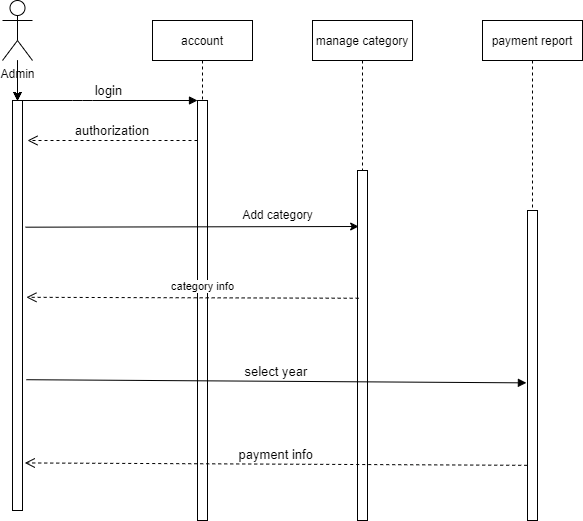 account
manage category
payment report
Admin
login
authorization
Add category
category info
select year
payment info